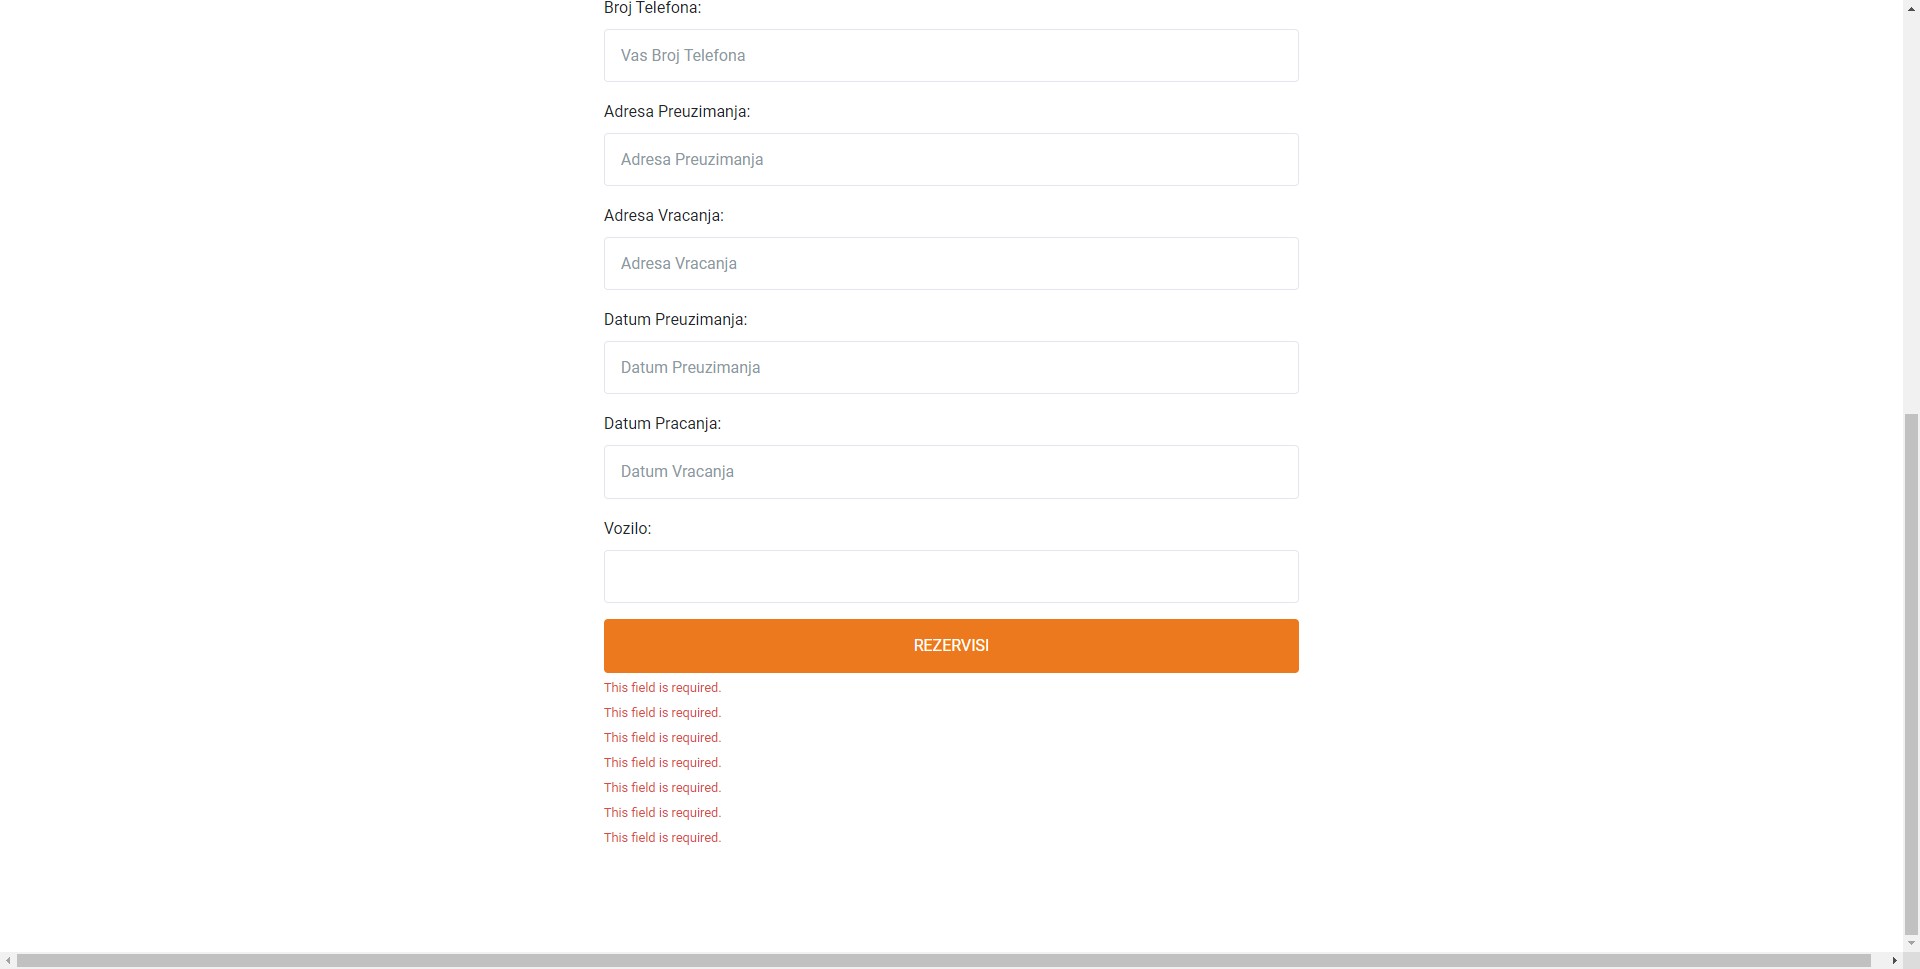 Broj Telefona:
Vas Broj Telefona
Adresa Preuzimanja:
Adresa Preuzimanja
Adresa Vracanja:
Adresa Vracanja
Datum Preuzimanja:
Datum Preuzimanja
Datum Pracanja:
Datum Vracanja
Vozilo:
REZERVISI
This field is required.
This field is required.
This field is required.
This field is required.
This field is required.
This field is required.
This field is required.